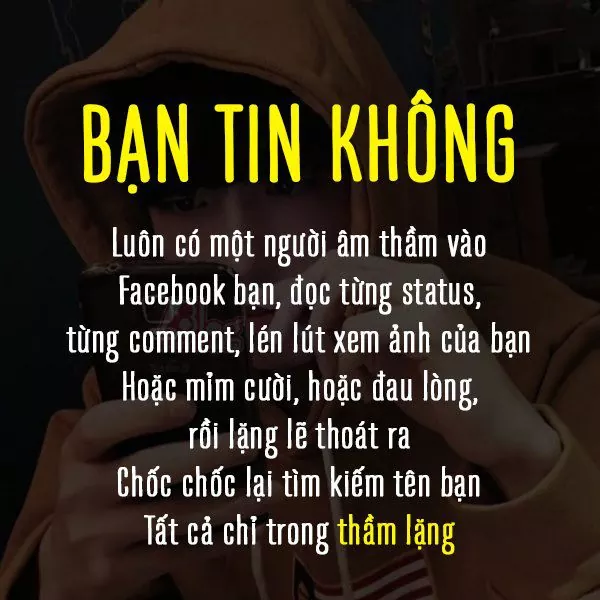 BẠN TIN KHÔNG
Luôn có một người âm thầm vào
Facebook bạn, đọc từng status,
từng comment, lén lút xem ảnh của bạn
Hoặc mỉm cười, hoặc đau lòng,
rồi lặng lẽ thoát ra
Chốc chốc lại tìm kiếm tên bạn
Tất cả chỉ trong thầm lặng